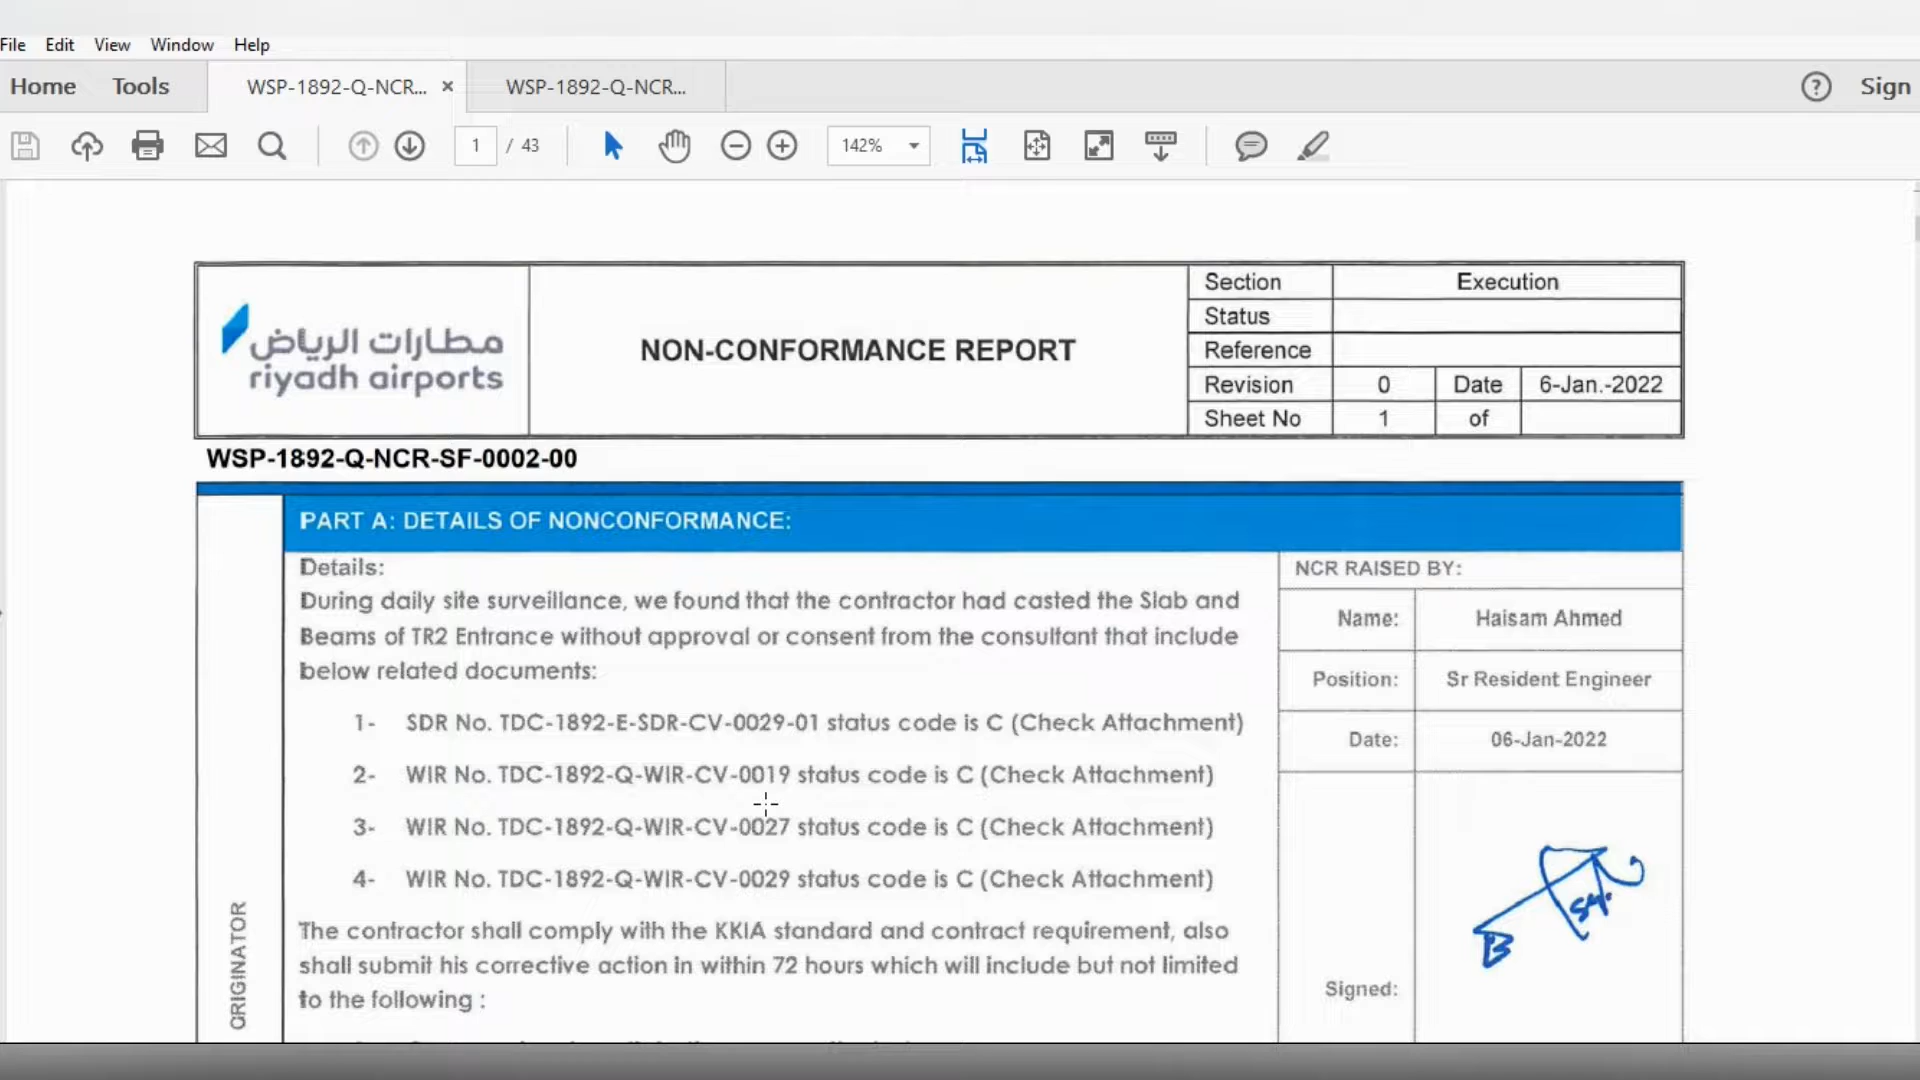 File Edit View Window Help
Home Tools WSP-1892-Q-NCR... × WSP-1892-Q-NCR... ? Sign
1 / 43 142%
مطارات الرياض
riyadh airports
NON-CONFORMANCE REPORT
Section Execution
Status
Reference
Revision 0 Date 6-Jan.-2022
Sheet No 1 of
WSP-1892-Q-NCR-SF-0002-00
PART A: DETAILS OF NONCONFORMANCE:
ORIGINATOR
Details:
During daily site surveillance, we found that the contractor had casted the Slab and
Beams of TR2 Entrance without approval or consent from the consultant that include
below related documents:
1- SDR No. TDC-1892-E-SDR-CV-0029-01 status code is C (Check Attachment)
2- WIR No. TDC-1892-Q-WIR-CV-0019 status code is C (Check Attachment)
3- WIR No. TDC-1892-Q-WIR-CV-0027 status code is C (Check Attachment)
4- WIR No. TDC-1892-Q-WIR-CV-0029 status code is C (Check Attachment)
The contractor shall comply with the KKIA standard and contract requirement, also
shall submit his corrective action in within 72 hours which will include but not limited
to the following :
NCR RAISED BY:
Name: Haisam Ahmed
Position: Sr Resident Engineer
Date: 06-Jan-2022
Signed: